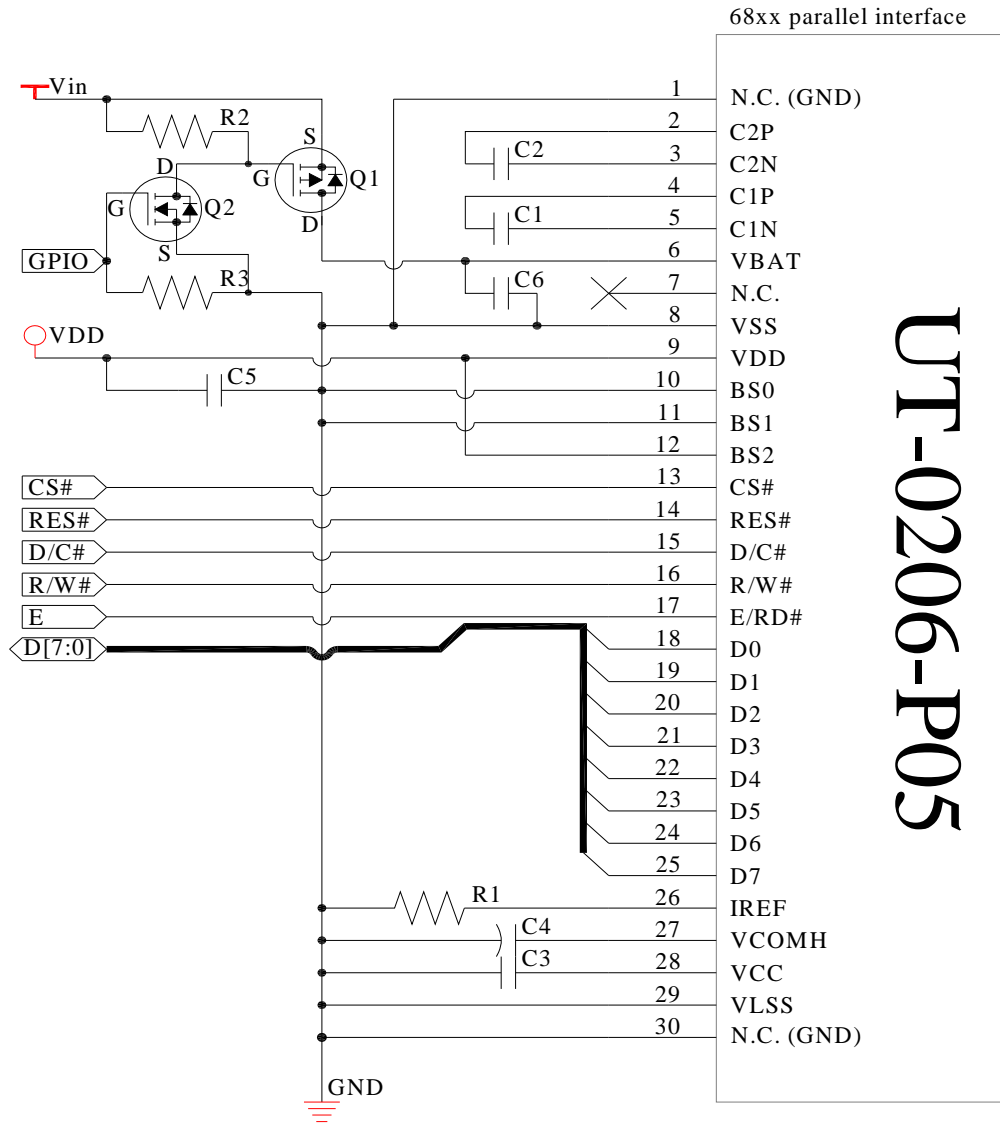 68xx parallel interface
Vin
R2
S
D
G
Q1
G
Q2
D
S
GPIO
R3
VDD
C5
C2
C1
C6
1 N.C. (GND)
2 C2P
3 C2N
4 C1P
5 C1N
6 VBAT
7 N.C.
8 VSS
9 VDD
10 BS0
11 BS1
12 BS2
CS# 13 CS#
RES# 14 RES#
D/C# 15 D/C#
R/W# 16 R/W#
E 17 E/RD#
D[7:0] 18 D0
19 D1
20 D2
21 D3
22 D4
23 D5
24 D6
25 D7
R1 26 IREF
C4 27 VCOMH
C3 28 VCC
29 VLSS
30 N.C. (GND)
GND
UT-0206-P05